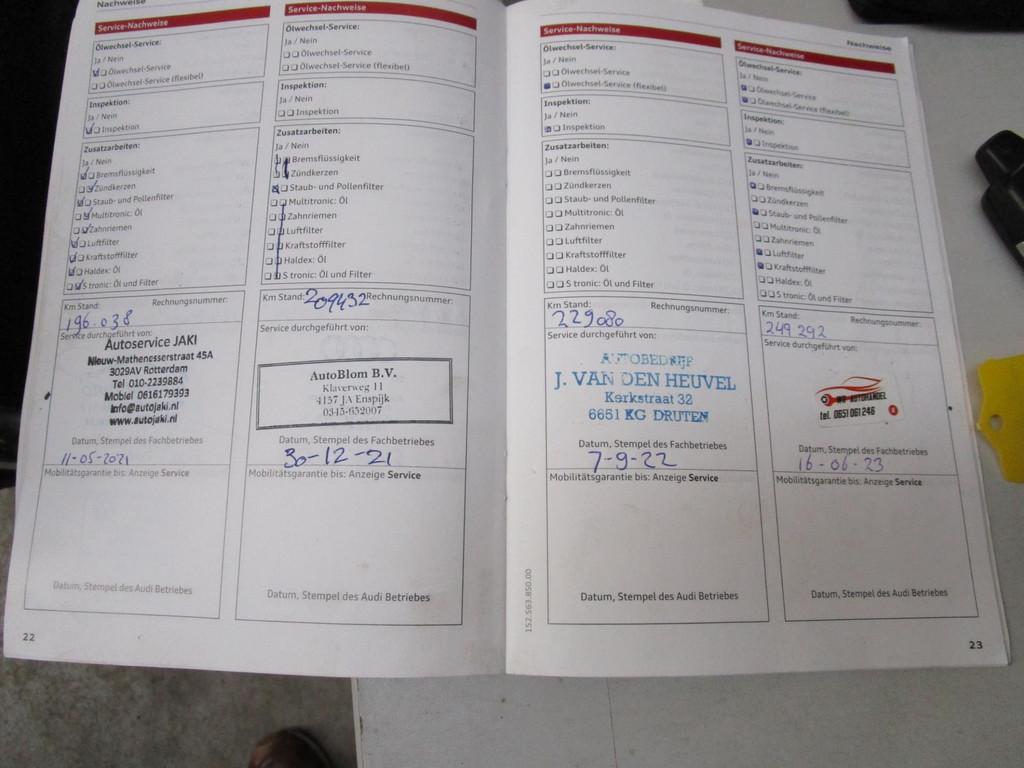 Nachweise
Service-Nachweise
Ölwechsel-Service:
Ja / Nein
Ölwechsel-Service
Ölwechsel-Service (flexibel)
Inspektion:
Ja / Nein
Inspektion
Zusatzarbeiten:
Ja / Nein
Bremsflüssigkeit
Zündkerzen
Staub- und Pollenfilter
Multitronic: Öl
Zahnriemen
Luftfilter
Kraftstofffilter
Haldex: Öl
S tronic: Öl und Filter
Km Stand: Rechnungsnummer:
196.038
Service durchgeführt von:
Autoservice JAKI
Nieuw-Mathenesserstraat 45A
3029AV Rotterdam
Tel 010-2239884
Mobiel 0616179393
Info@autojaki.nl
www.autojaki.nl
Datum, Stempel des Fachbetriebes
11-05-2021
Mobilitätsgarantie bis: Anzeige Service
Datum, Stempel des Audi Betriebes
22
Service-Nachweise
Ölwechsel-Service:
Ja / Nein
Ölwechsel-Service
Ölwechsel-Service (flexibel)
Inspektion:
Ja / Nein
Inspektion
Zusatzarbeiten:
Ja / Nein
Bremsflüssigkeit
Zündkerzen
Staub- und Pollenfilter
Multitronic: Öl
Zahnriemen
Luftfilter
Kraftstofffilter
Haldex: Öl
S tronic: Öl und Filter
Km Stand: 209432 Rechnungsnummer:
Service durchgeführt von:
AutoBlom B.V.
Klaverweg 11
4157 JA Enspijk
0345-652007
Datum, Stempel des Fachbetriebes
30-12-21
Mobilitätsgarantie bis: Anzeige Service
Datum, Stempel des Audi Betriebes
Service-Nachweise
Ölwechsel-Service:
Ja / Nein
Ölwechsel-Service
Ölwechsel-Service (flexibel)
Inspektion:
Ja / Nein
Inspektion
Zusatzarbeiten:
Ja / Nein
Bremsflüssigkeit
Zündkerzen
Staub- und Pollenfilter
Multitronic: Öl
Zahnriemen
Luftfilter
Kraftstofffilter
Haldex: Öl
S tronic: Öl und Filter
Km Stand: Rechnungsnummer:
229080
Service durchgeführt von:
AUTOBEDRIJF
J. VAN DEN HEUVEL
Kerkstraat 32
6651 KG DRUTEN
Datum, Stempel des Fachbetriebes
7-9-22
Mobilitätsgarantie bis: Anzeige Service
Datum, Stempel des Audi Betriebes
152.563.850.00
Nachweise
Service-Nachweise
Ölwechsel-Service:
Ja / Nein
Ölwechsel-Service
Ölwechsel-Service (flexibel)
Inspektion:
Ja / Nein
Inspektion
Zusatzarbeiten:
Ja / Nein
Bremsflüssigkeit
Zündkerzen
Staub- und Pollenfilter
Multitronic: Öl
Zahnriemen
Luftfilter
Kraftstofffilter
Haldex: Öl
S tronic: Öl und Filter
Km Stand: Rechnungsnummer:
249 292
Service durchgeführt von:
AUTOHANDEL
tel. 0651 061 246
Datum, Stempel des Fachbetriebes
16-06-23
Mobilitätsgarantie bis: Anzeige Service
Datum, Stempel des Audi Betriebes
23